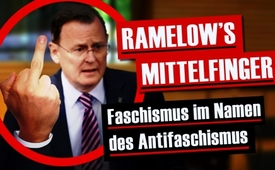 RAMELOW'S
MITTELFINGER
Faschismus im Namen
des Antifaschismus